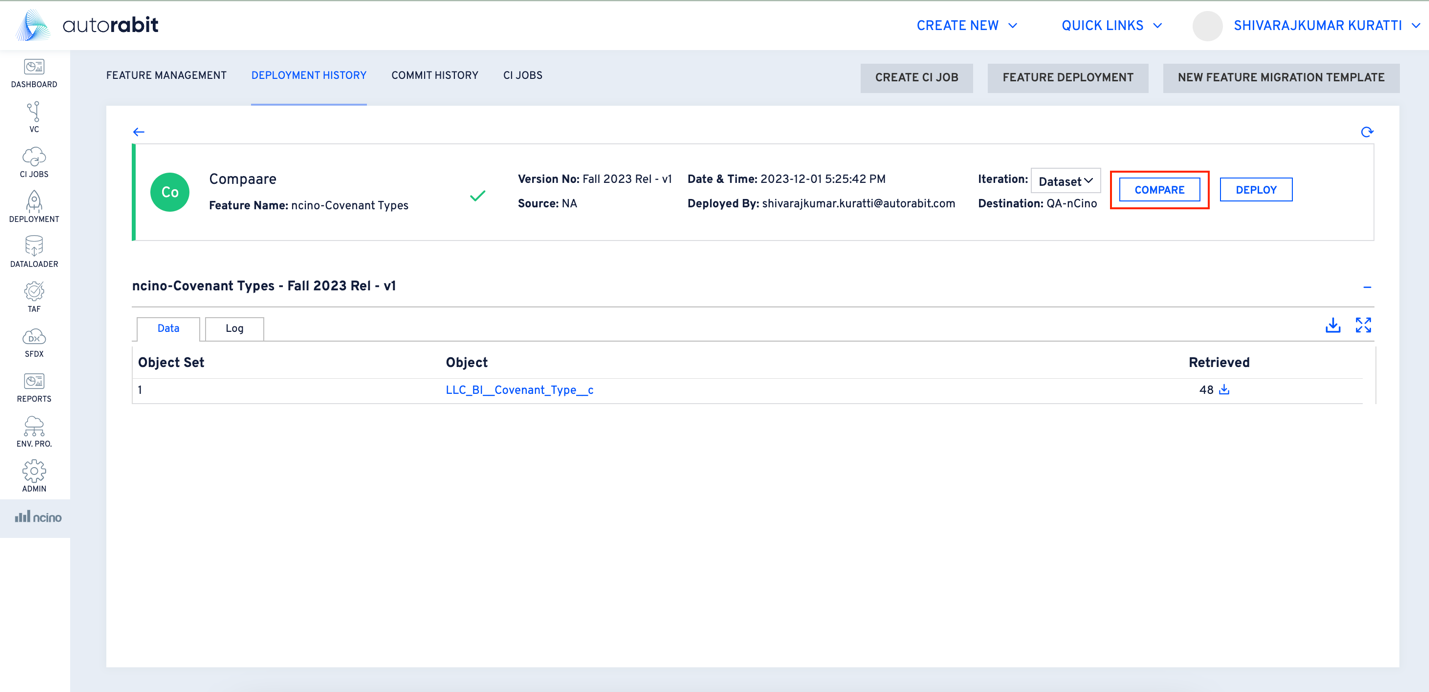 autorabit
CREATE NEW
QUICK LINKS
SHIVARAJKUMAR KURATTI
DASHBOARD
VC
CI JOBS
DEPLOYMENT
DATALOADER
TAF
DX
SFDX
REPORTS
ENV. PRO.
ADMIN
ncino
FEATURE MANAGEMENT
DEPLOYMENT HISTORY
COMMIT HISTORY
CI JOBS
CREATE CI JOB
FEATURE DEPLOYMENT
NEW FEATURE MIGRATION TEMPLATE
Co
Compaare
Feature Name: ncino-Covenant Types
Version No: Fall 2023 Rel - v1
Source: NA
Date & Time: 2023-12-01 5:25:42 PM
Deployed By: shivarajkumar.kuratti@autorabit.com
Iteration: Dataset
Destination: QA-nCino
COMPARE
DEPLOY
ncino-Covenant Types - Fall 2023 Rel - v1
Data
Log
Object Set Object Retrieved
1 LLC_BI__Covenant_Type__c 48